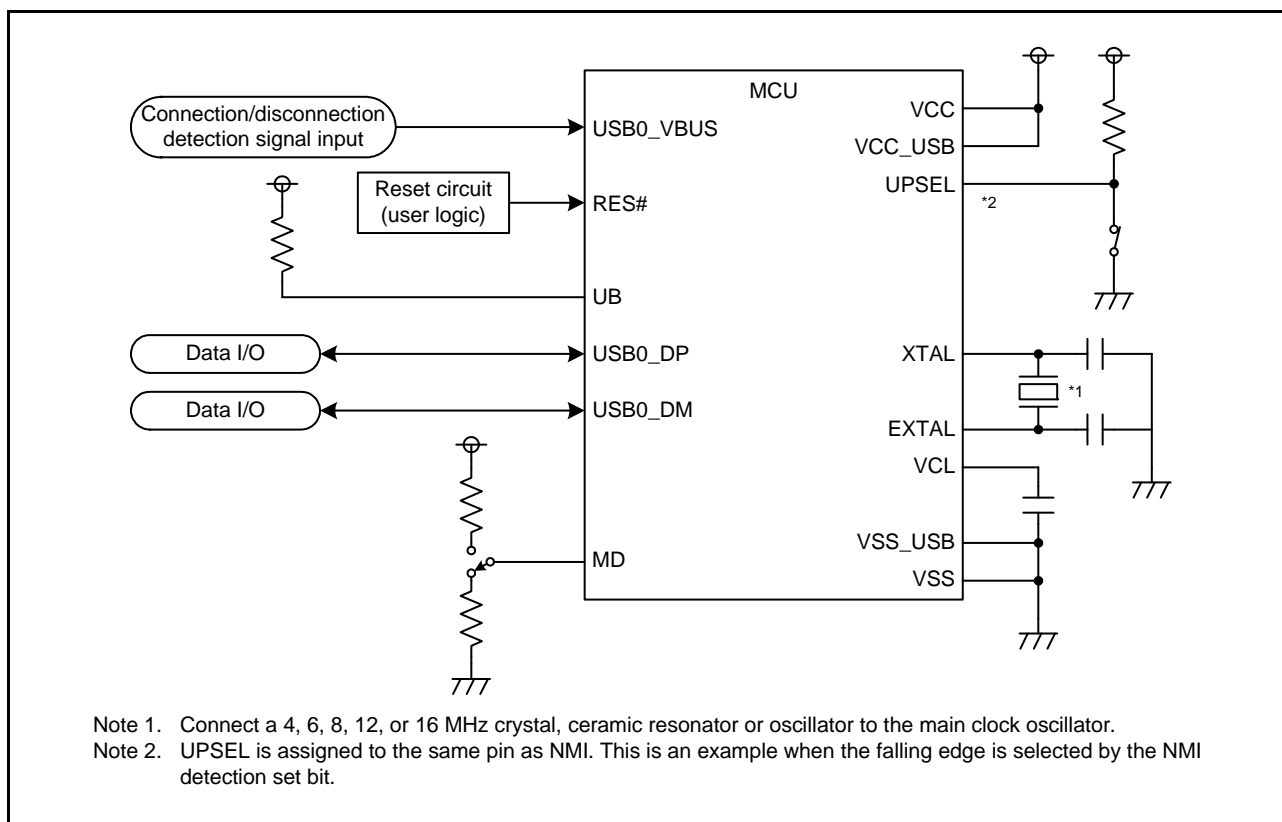 MCU
Connection/disconnection
detection signal input
USB0_VBUS
Reset circuit
(user logic)
RES#
UB
Data I/O
USB0_DP
Data I/O
USB0_DM
MD
VCC
VCC_USB
UPSEL
*2
XTAL
*1
EXTAL
VCL
VSS_USB
VSS
Note 1. Connect a 4, 6, 8, 12, or 16 MHz crystal, ceramic resonator or oscillator to the main clock oscillator.
Note 2. UPSEL is assigned to the same pin as NMI. This is an example when the falling edge is selected by the NMI
detection set bit.